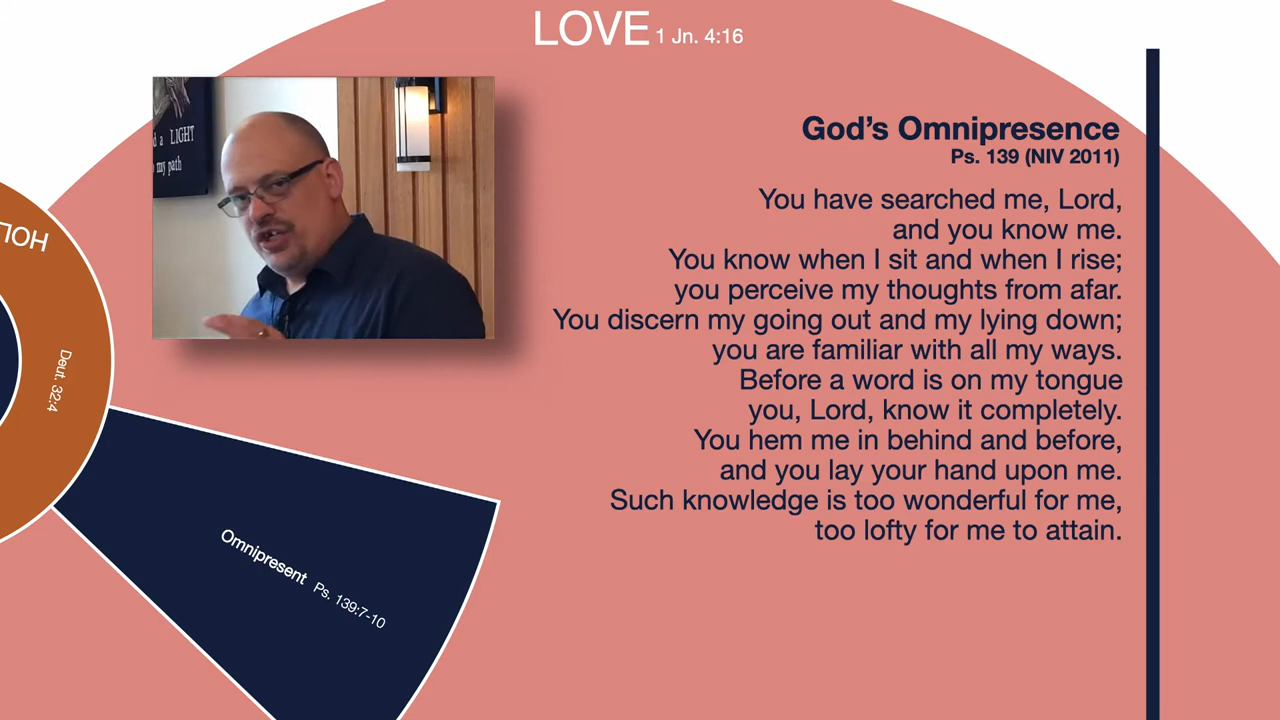 LOVE 1 Jn. 4:16
LIGHT
my path
God's Omnipresence
Ps. 139 (NIV 2011)
You have searched me, Lord,
and you know me.
You know when I sit and when I rise;
you perceive my thoughts from afar.
You discern my going out and my lying down;
you are familiar with all my ways.
Before a word is on my tongue
you, Lord, know it completely.
You hem me in behind and before,
and you lay your hand upon me.
Such knowledge is too wonderful for me,
too lofty for me to attain.
HOL
Deut. 32:4
Omnipresent Ps. 139:7-10